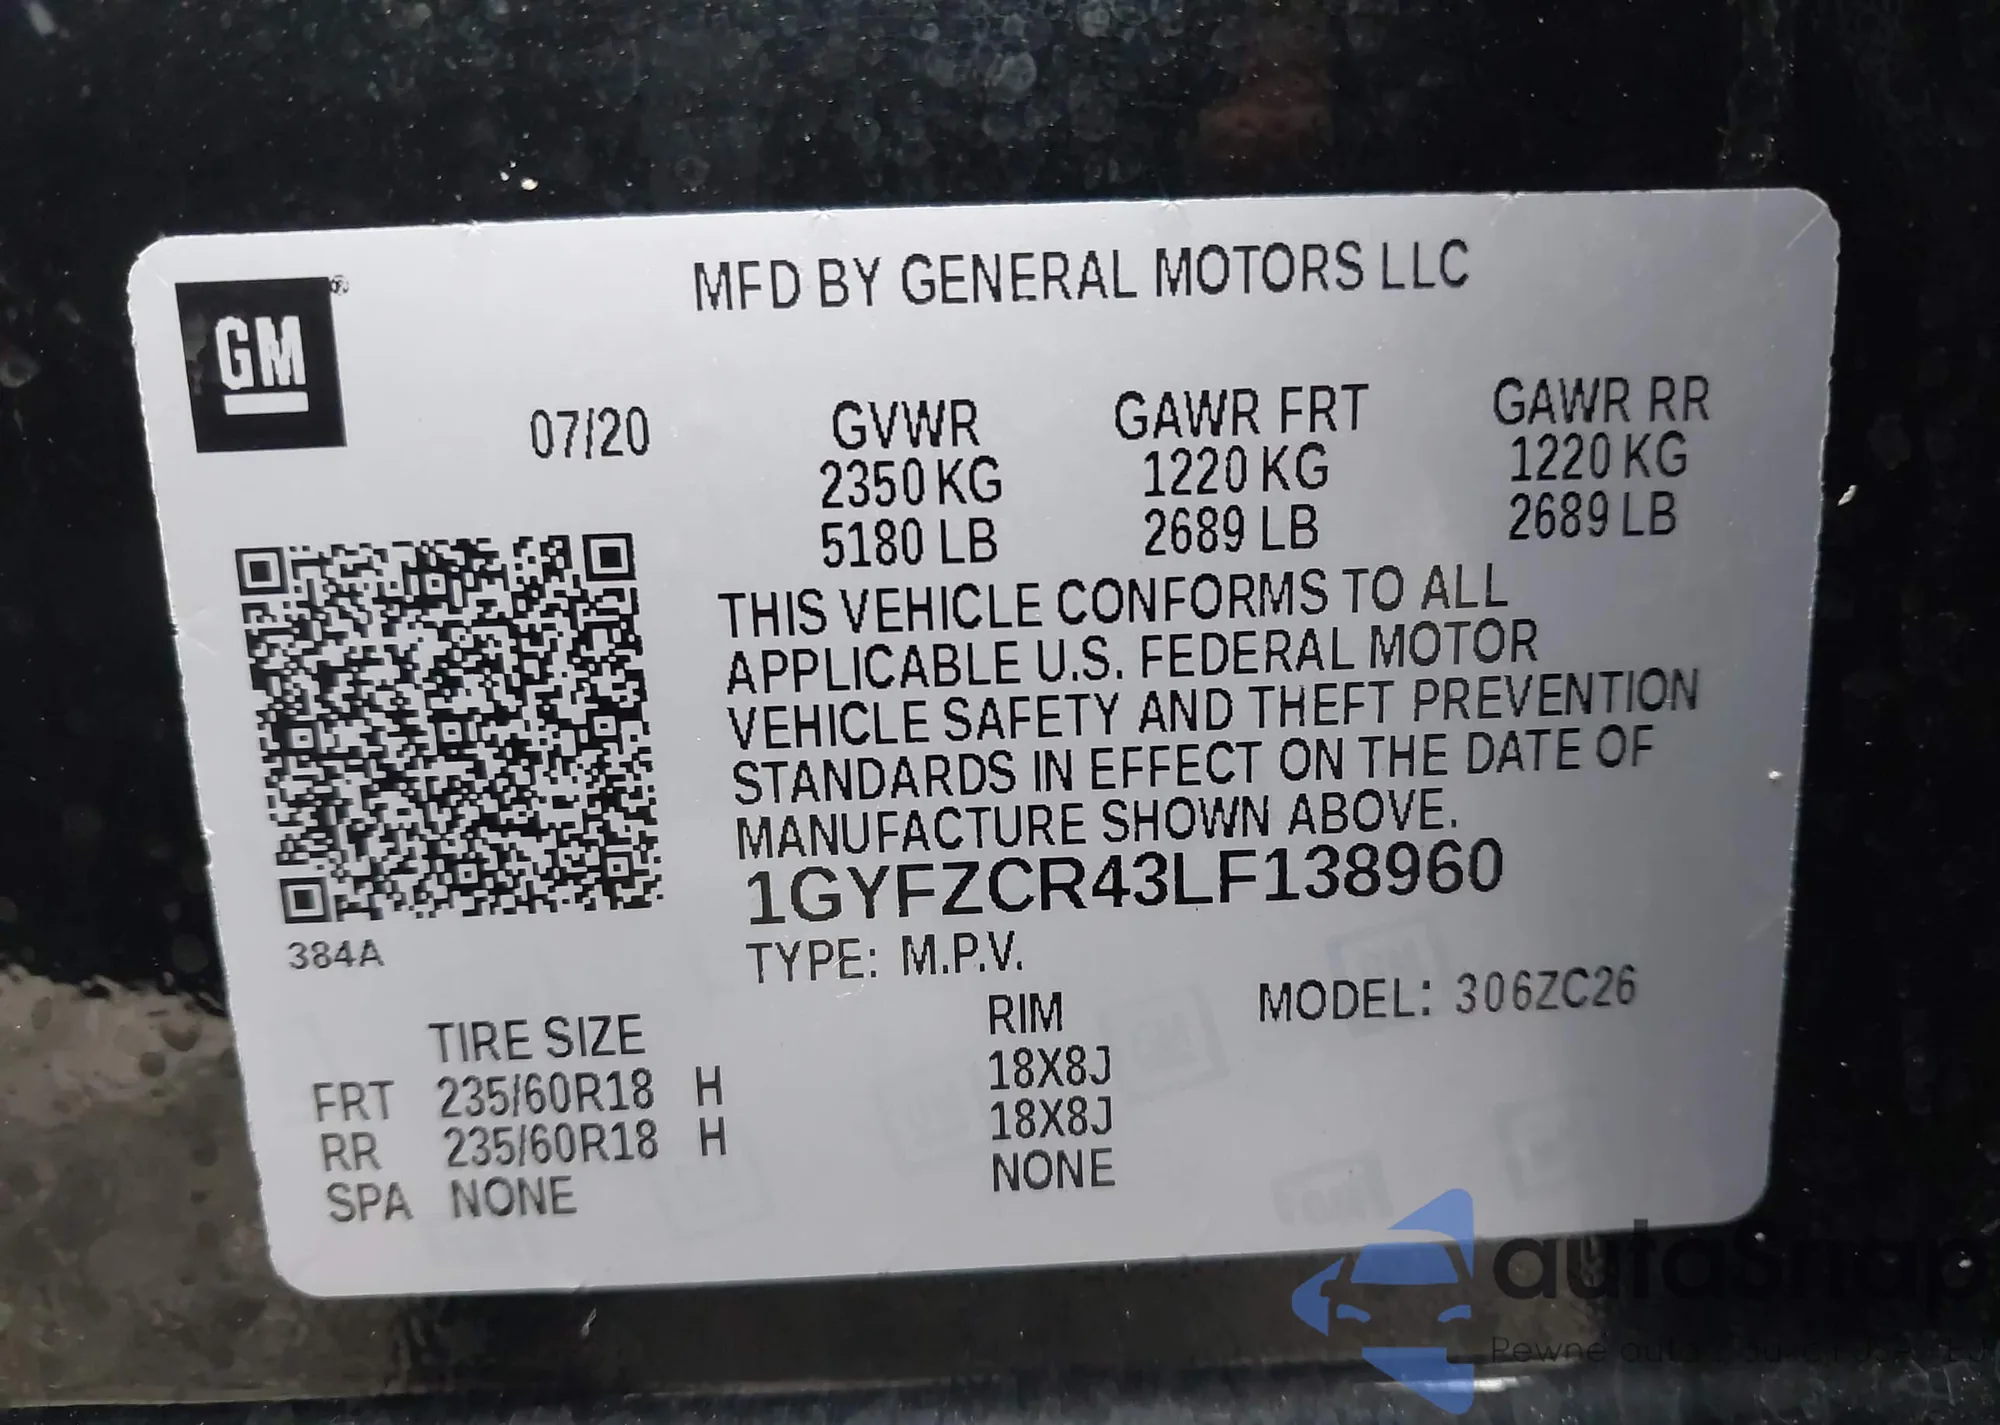 MFD BY GENERAL MOTORS LLC
GM ®
07/20
GVWR GAWR FRT GAWR RR
2350 KG 1220 KG 1220 KG
5180 LB 2689 LB 2689 LB
THIS VEHICLE CONFORMS TO ALL
APPLICABLE U.S. FEDERAL MOTOR
VEHICLE SAFETY AND THEFT PREVENTION
STANDARDS IN EFFECT ON THE DATE OF
MANUFACTURE SHOWN ABOVE.
1GYFZCR43LF138960
384A
TYPE: M.P.V.
MODEL: 306ZC26
TIRE SIZE RIM
FRT 235/60R18 H 18X8J
RR 235/60R18 H 18X8J
SPA NONE NONE
autoSnap
Pewne auto